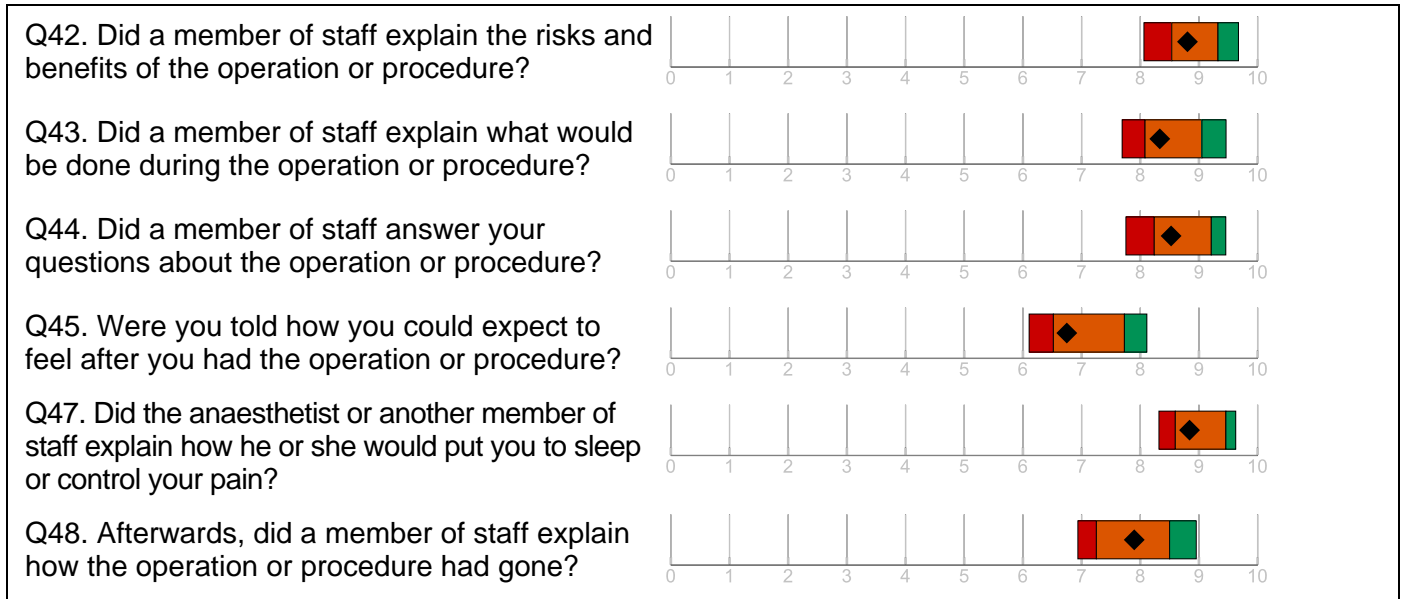 Q42. Did a member of staff explain the risks and
benefits of the operation or procedure?
0 1 2 3 4 5 6 7 8 9 10
Q43. Did a member of staff explain what would
be done during the operation or procedure?
0 1 2 3 4 5 6 7 8 9 10
Q44. Did a member of staff answer your
questions about the operation or procedure?
0 1 2 3 4 5 6 7 8 9 10
Q45. Were you told how you could expect to
feel after you had the operation or procedure?
0 1 2 3 4 5 6 7 8 9 10
Q47. Did the anaesthetist or another member of
staff explain how he or she would put you to sleep
or control your pain?
0 1 2 3 4 5 6 7 8 9 10
Q48. Afterwards, did a member of staff explain
how the operation or procedure had gone?
0 1 2 3 4 5 6 7 8 9 10